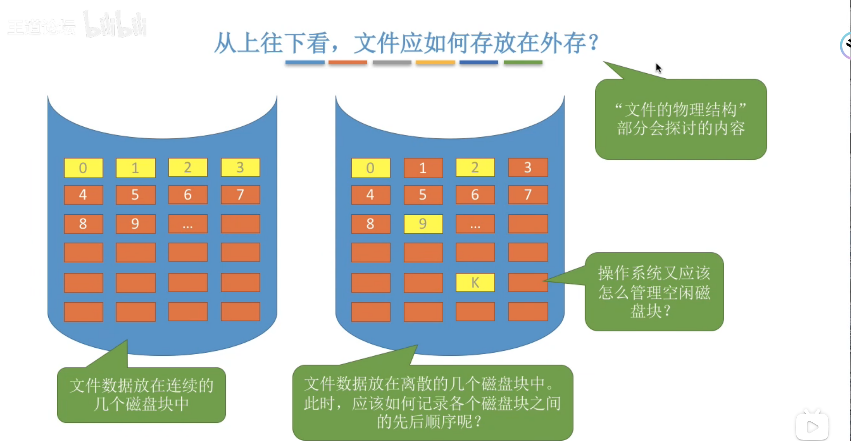 bilibili
从上往下看，文件应如何存放在外存？
“文件的物理结构”
部分会探讨的内容
0 1 2 3
4 5 6 7
8 9 ...
0 1 2 3
4 5 6 7
8 9 ...
K
操作系统又应该
怎么管理空闲磁
盘块？
文件数据放在连续的
几个磁盘块中
文件数据放在离散的几个磁盘块中。
此时，应该如何记录各个磁盘块之间
的先后顺序呢？